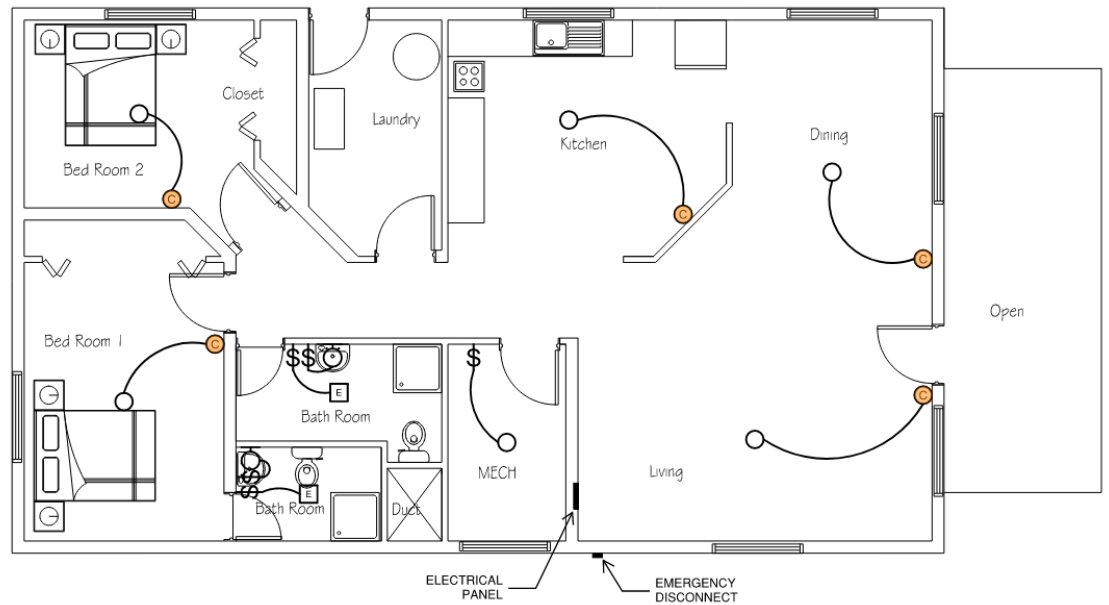 Closet
Laundry
Kitchen
Dining
Bed Room 2
C
C
C
Open
Bed Room 1
C
$$
$
E
Bath Room
C
MECH
Living
$$
E
Bath Room
Duct
ELECTRICAL
PANEL
EMERGENCY
DISCONNECT